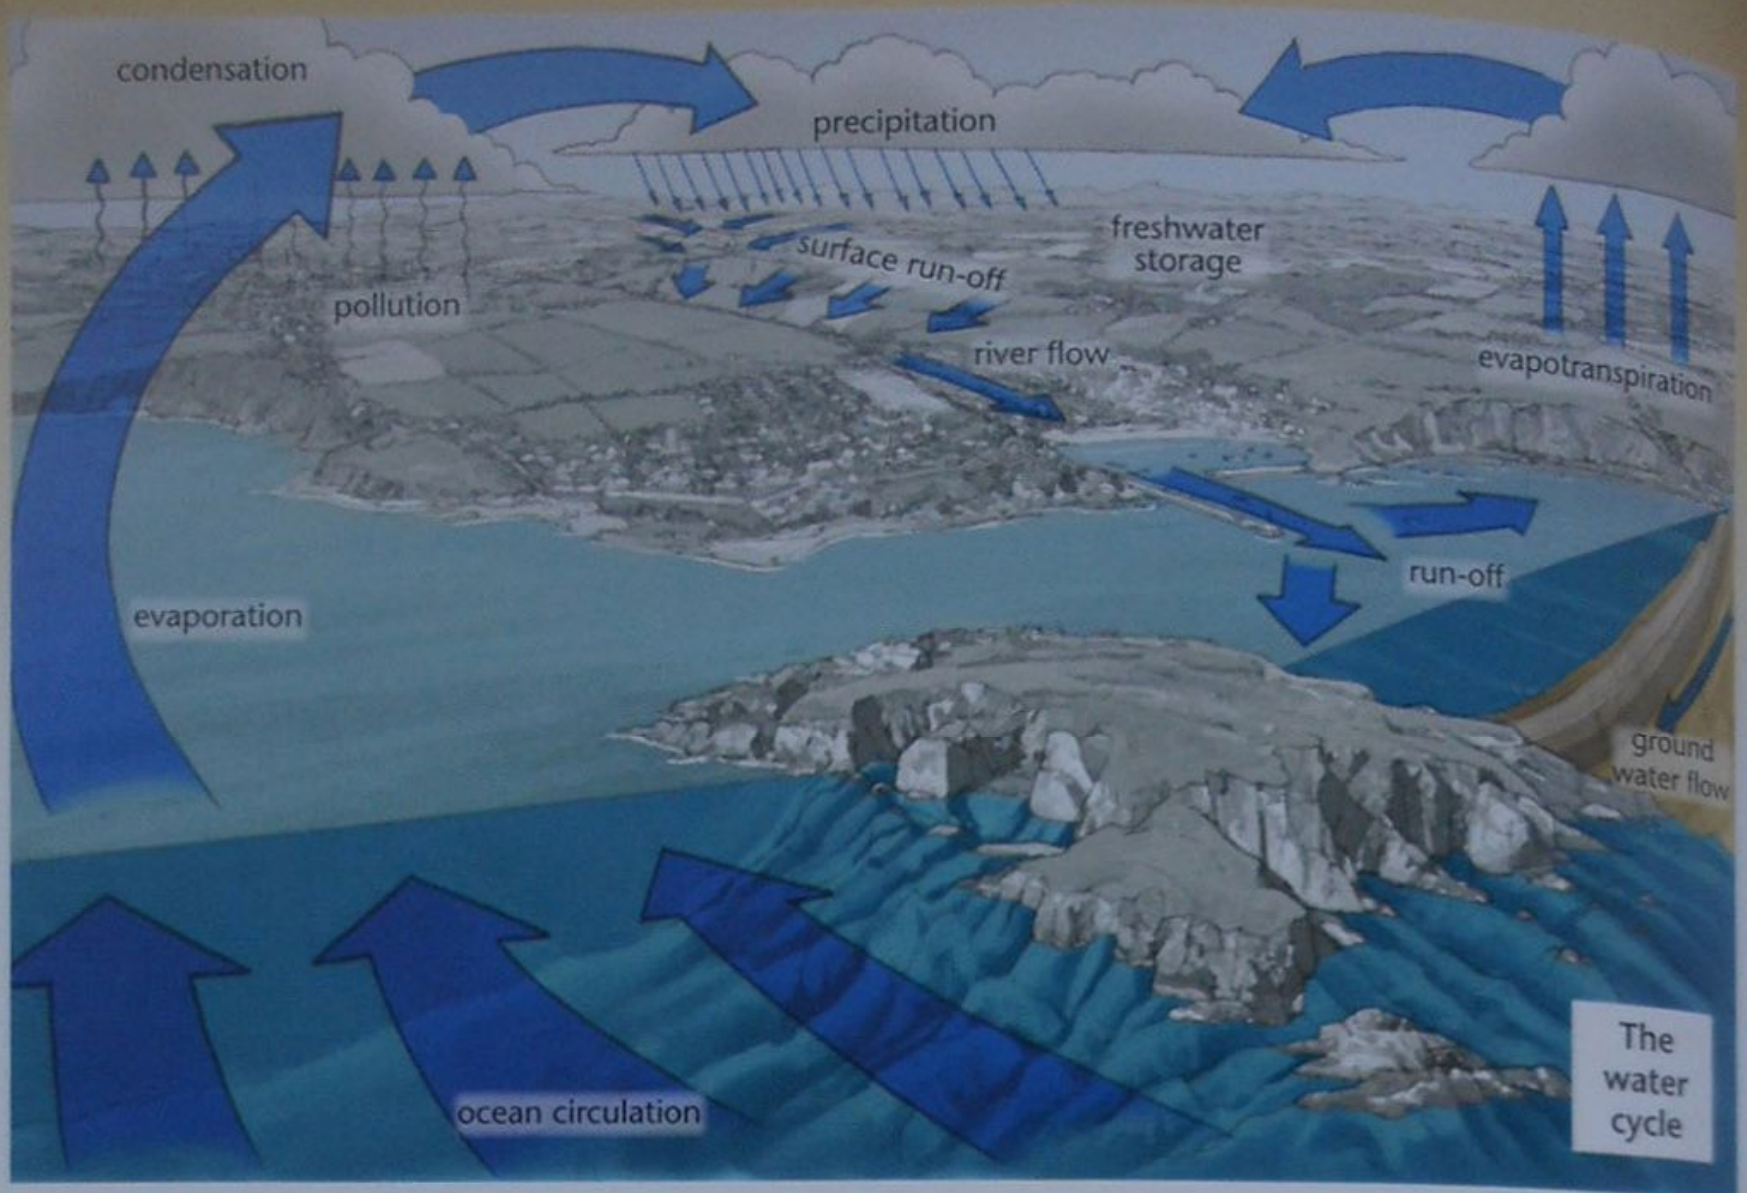 condensation
precipitation
freshwater
storage
surface run-off
pollution
river flow
evapotranspiration
run-off
evaporation
ground
water flow
ocean circulation
The
water
cycle